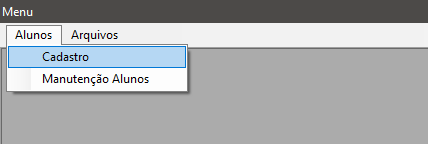 Menu
Alunos Arquivos
Cadastro
Manutenção Alunos